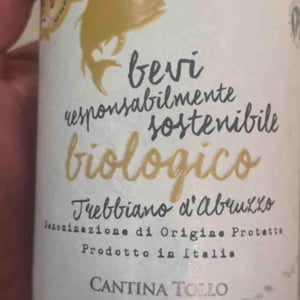 bevi
responsabilmente
sostenibile
biologico
Trebbiano d'Abruzzo
Denominazione di Origine Protetta
Prodotto in Italia
CANTINA TOLLO